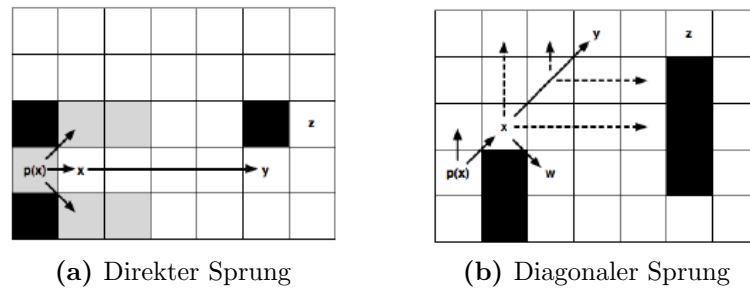 z
p(x) x y
y z
x
p(x) w
(a) Direkter Sprung
(b) Diagonaler Sprung